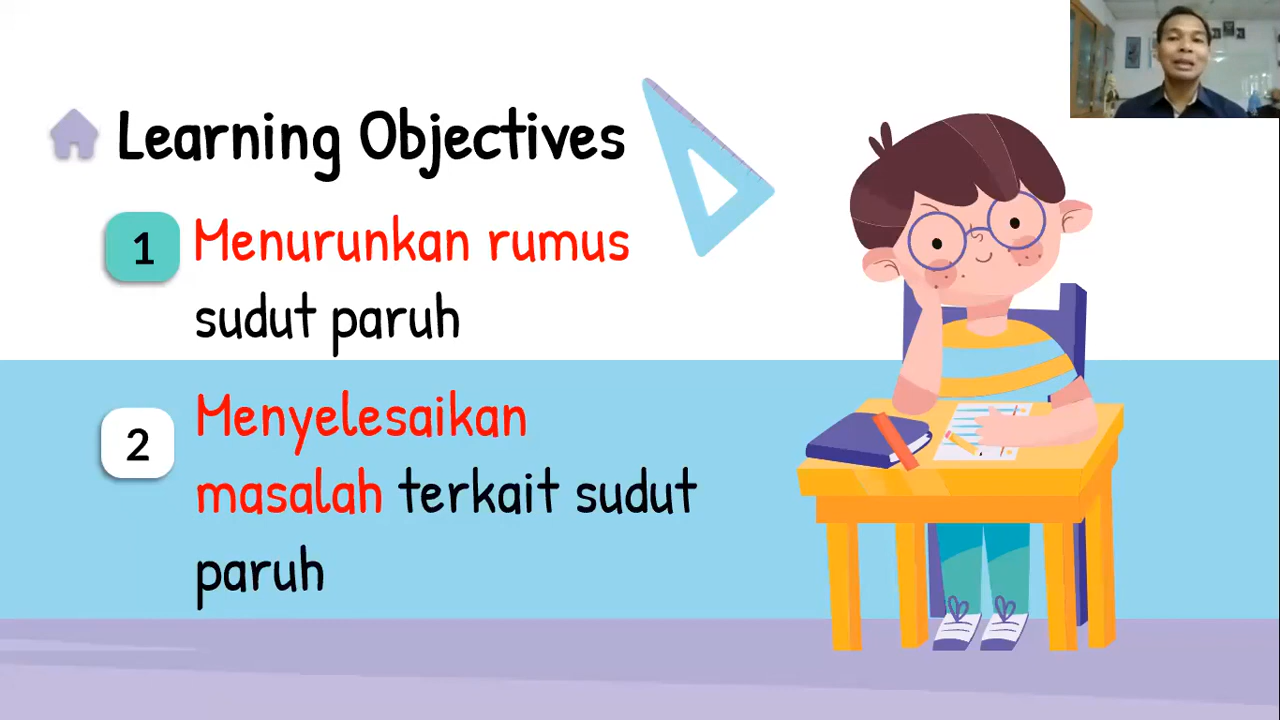 Learning Objectives
1
Menurunkan rumus
sudut paruh
2
Menyelesaikan
masalah terkait sudut
paruh